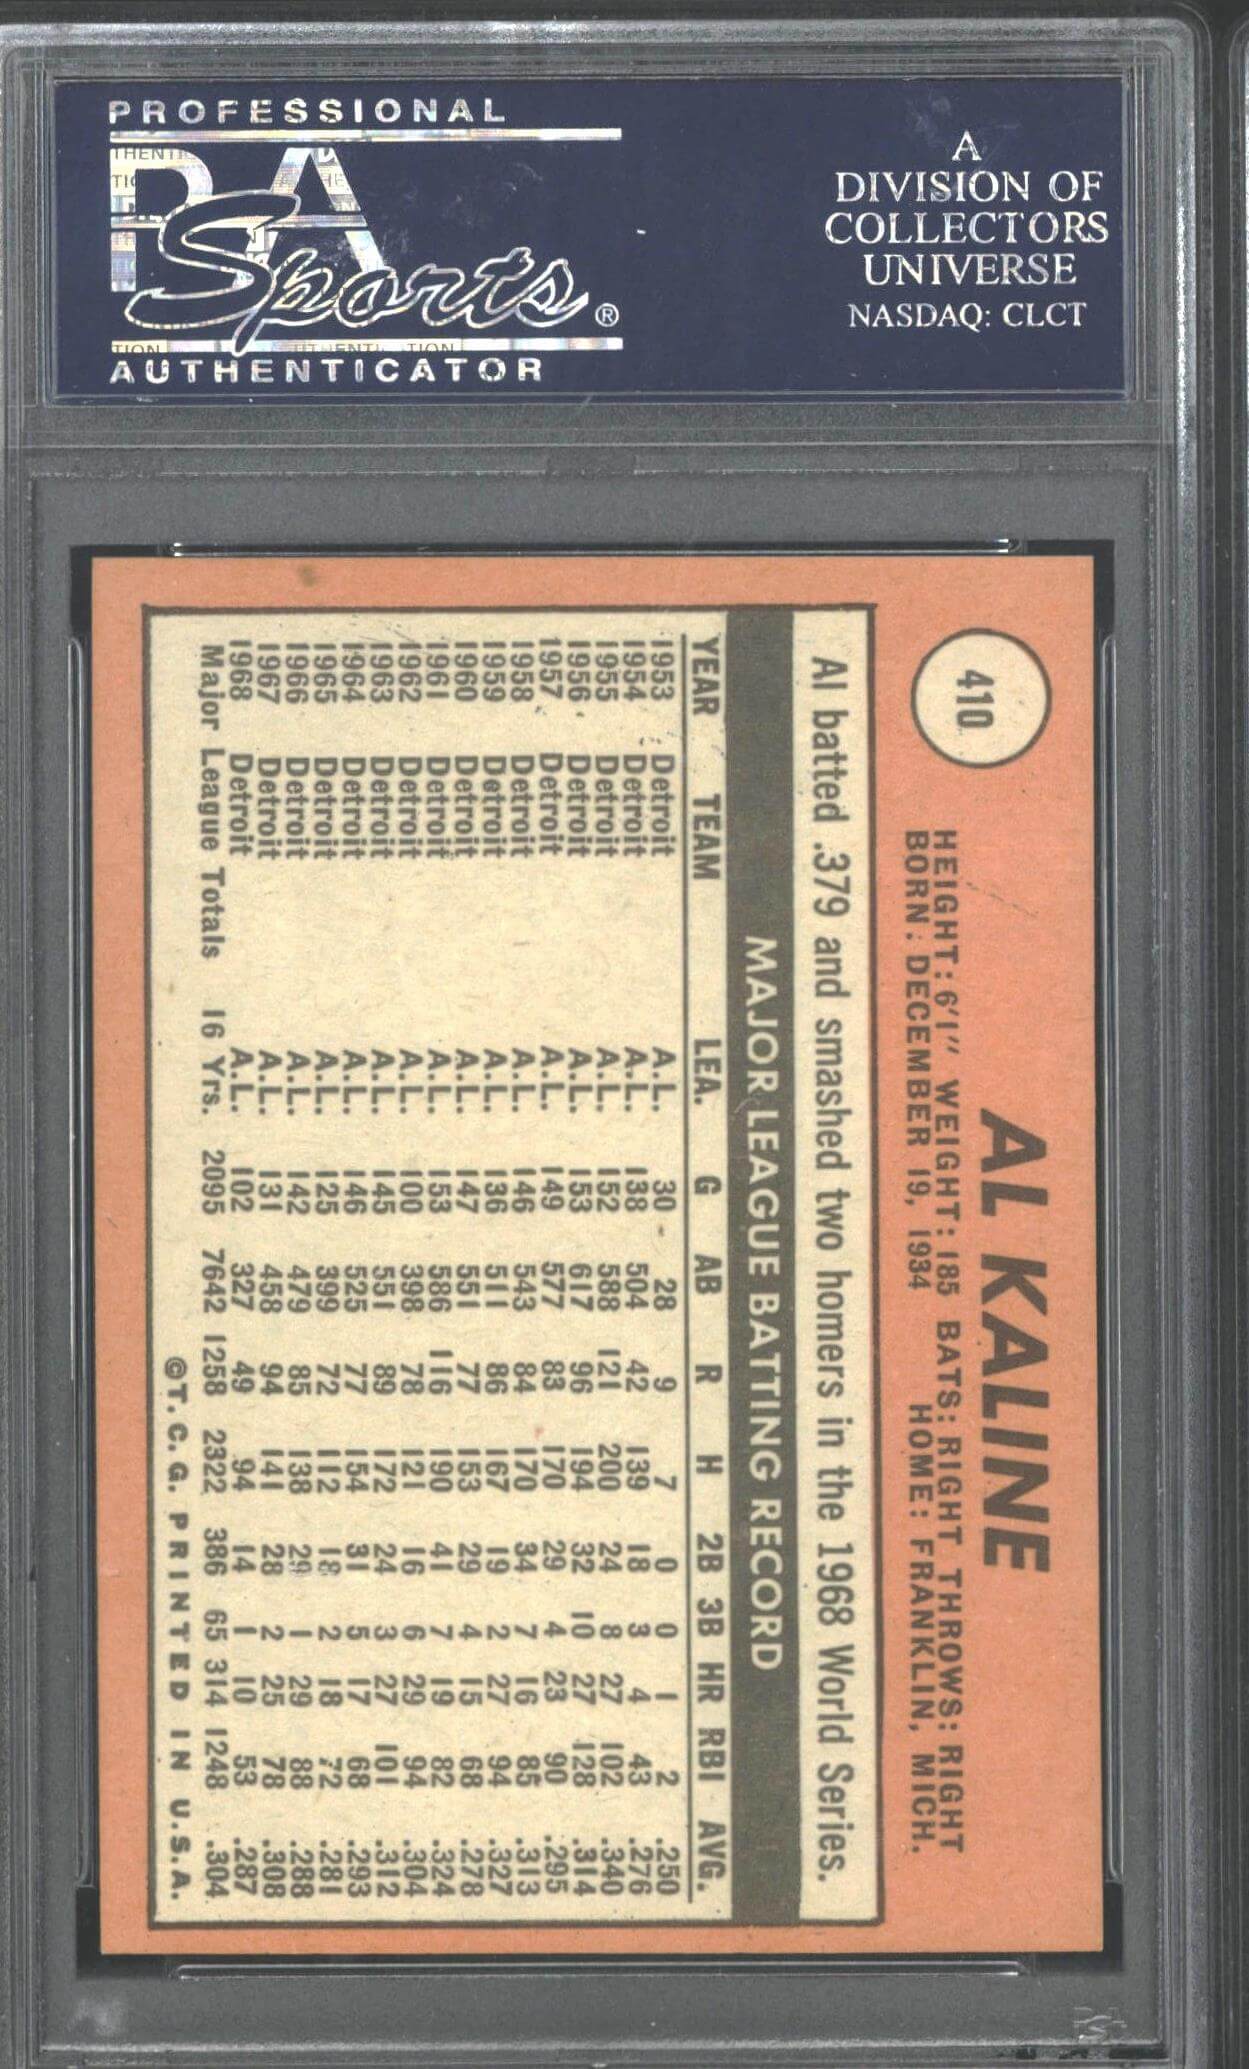 PROFESSIONAL
PSA Sports®
AUTHENTICATOR
A
DIVISION OF
COLLECTORS
UNIVERSE
NASDAQ: CLCT
410
AL KALINE
HEIGHT: 6'1" WEIGHT: 185 BATS: RIGHT THROWS: RIGHT
BORN: DECEMBER 19, 1934 HOME: FRANKLIN, MICH.
Al batted .379 and smashed two homers in the 1968 World Series.
MAJOR LEAGUE BATTING RECORD
YEAR TEAM LEA. G AB R H 2B 3B HR RBI AVG.
1953 Detroit A.L. 30 28 9 7 0 0 1 2 .250
1954 Detroit A.L. 138 504 42 139 18 3 4 43 .276
1955 Detroit A.L. 152 588 121 200 24 8 27 102 .340
1956 Detroit A.L. 153 617 96 194 32 10 27 128 .314
1957 Detroit A.L. 149 577 83 170 29 4 23 90 .295
1958 Detroit A.L. 146 543 84 170 34 7 16 85 .313
1959 Detroit A.L. 136 511 86 167 19 2 27 94 .327
1960 Detroit A.L. 147 551 77 153 29 4 15 68 .278
1961 Detroit A.L. 153 586 116 190 41 7 19 82 .324
1962 Detroit A.L. 100 398 78 121 16 6 29 94 .304
1963 Detroit A.L. 145 551 89 172 24 3 27 101 .312
1964 Detroit A.L. 146 525 77 154 31 5 17 68 .293
1965 Detroit A.L. 125 399 72 112 18 2 18 72 .281
1966 Detroit A.L. 142 479 85 138 29 1 29 88 .288
1967 Detroit A.L. 131 458 94 141 28 2 25 78 .308
1968 Detroit A.L. 102 327 49 94 14 1 10 53 .287
Major League Totals 16 Yrs. 2095 7642 1258 2322 386 65 314 1248 .304
©T.C.G. PRINTED IN U.S.A.